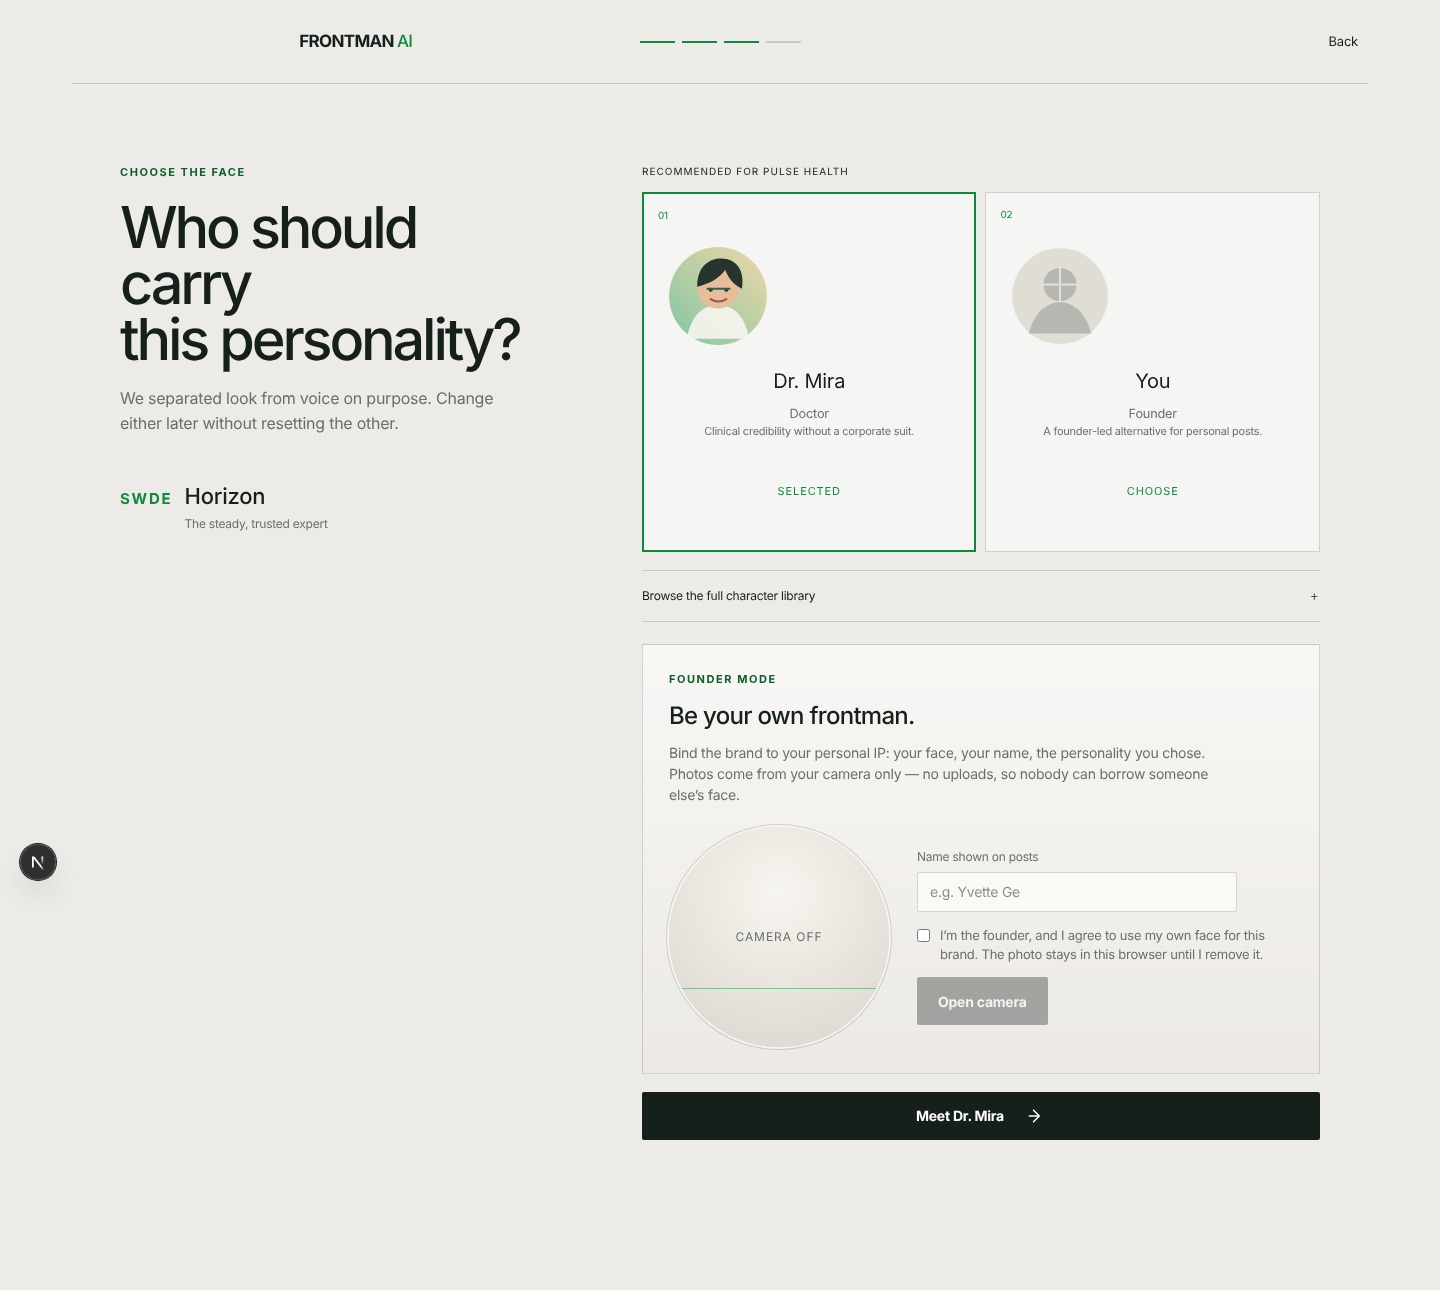 FRONTMAN AI
Back
CHOOSE THE FACE
Who should
carry
this personality?
We separated look from voice on purpose. Change
either later without resetting the other.
SWDE Horizon
The steady, trusted expert
RECOMMENDED FOR PULSE HEALTH
01
Dr. Mira
Doctor
Clinical credibility without a corporate suit.
SELECTED
02
You
Founder
A founder-led alternative for personal posts.
CHOOSE
Browse the full character library +
FOUNDER MODE
Be your own frontman.
Bind the brand to your personal IP: your face, your name, the personality you chose.
Photos come from your camera only — no uploads, so nobody can borrow someone
else’s face.
CAMERA OFF
Name shown on posts
e.g. Yvette Ge
I’m the founder, and I agree to use my own face for this
brand. The photo stays in this browser until I remove it.
Open camera
Meet Dr. Mira →
N